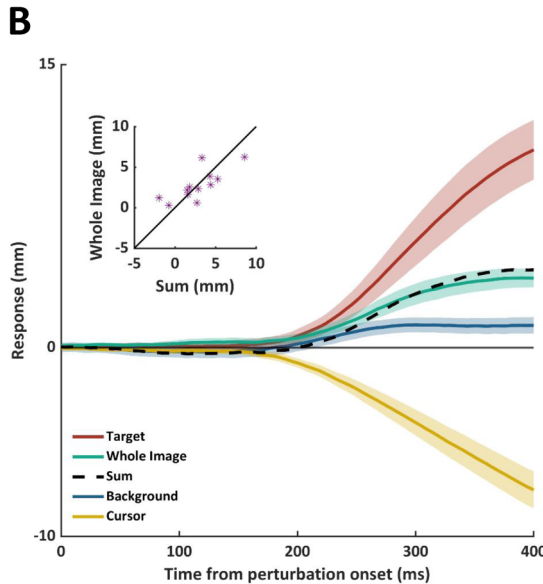 B
15
Response (mm)
0
-10
10
5
0
-5
Whole Image (mm)
-5 0 5 10
Sum (mm)
Target
Whole Image
Sum
Background
Cursor
0 100 200 300 400
Time from perturbation onset (ms)